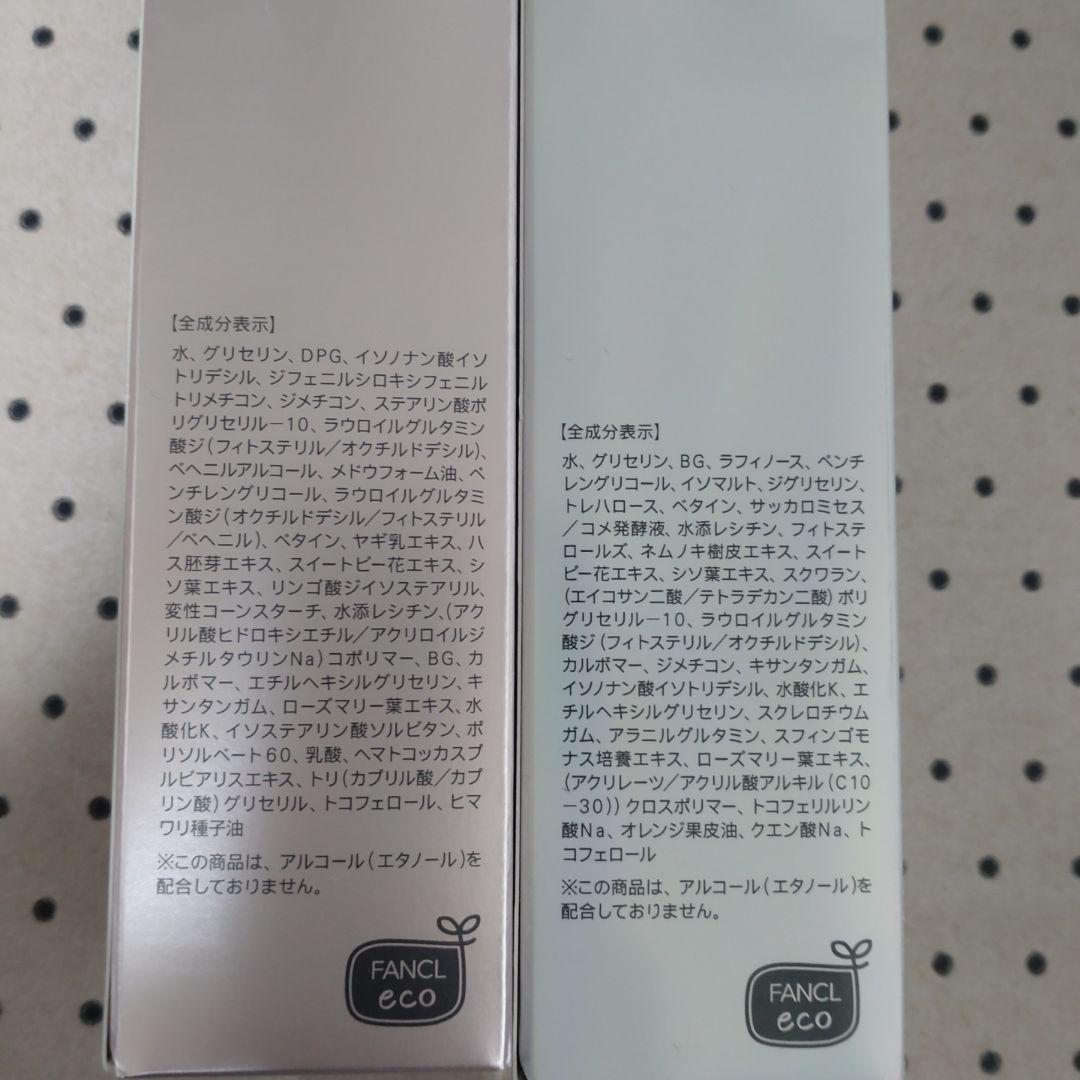 【全成分表示】
水、グリセリン、DPG、イソノナン酸イソ
トリデシル、ジフェニルシロキシフェニル
トリメチコン、ジメチコン、ステアリン酸ポ
リグリセリル－10、ラウロイルグルタミン
酸ジ(フィトステリル／オクチルドデシル)、
ベヘニルアルコール、メドウフォーム油、ペ
ンチレングリコール、ラウロイルグルタミ
ン酸ジ(オクチルドデシル／フィトステリル
／ベヘニル)、ベタイン、ヤギ乳エキス、ハ
ス胚芽エキス、スイートピー花エキス、シ
ソ葉エキス、リンゴ酸ジイソステアリル、
変性コーンスターチ、水添レシチン、(アク
リル酸ヒドロキシエチル／アクリロイルジ
メチルタウリンNa)コポリマー、BG、カ
ルボマー、エチルヘキシルグリセリン、キ
サンタンガム、ローズマリー葉エキス、水
酸化K、イソステアリン酸ソルビタン、ポ
リソルベート60、乳酸、ヘマトコッカスプ
ルビアリスエキス、トリ(カプリル酸／カプ
リン酸)グリセリル、トコフェロール、ヒマ
ワリ種子油
※この商品は、アルコール(エタノール)を
配合しておりません。
FANCL
eco
【全成分表示】
水、グリセリン、BG、ラフィノース、ペンチ
レングリコール、イソマルト、ジグリセリン、
トレハロース、ベタイン、サッカロミセス
／コメ発酵液、水添レシチン、フィトステ
ロールズ、ネムノキ樹皮エキス、スイート
ピー花エキス、シソ葉エキス、スクワラン、
(エイコサン二酸／テトラデカン二酸)ポリ
グリセリル－10、ラウロイルグルタミン
酸ジ(フィトステリル／オクチルドデシル)、
カルボマー、ジメチコン、キサンタンガム、
イソノナン酸イソトリデシル、水酸化K、エ
チルヘキシルグリセリン、スクレロチウム
ガム、アラニルグルタミン、スフィンゴモ
ナス培養エキス、ローズマリー葉エキス、
(アクリレーツ／アクリル酸アルキル(C10
－30))クロスポリマー、トコフェリルリン
酸Na、オレンジ果皮油、クエン酸Na、ト
コフェロール
※この商品は、アルコール(エタノール)を
配合しておりません。
FANCL
eco